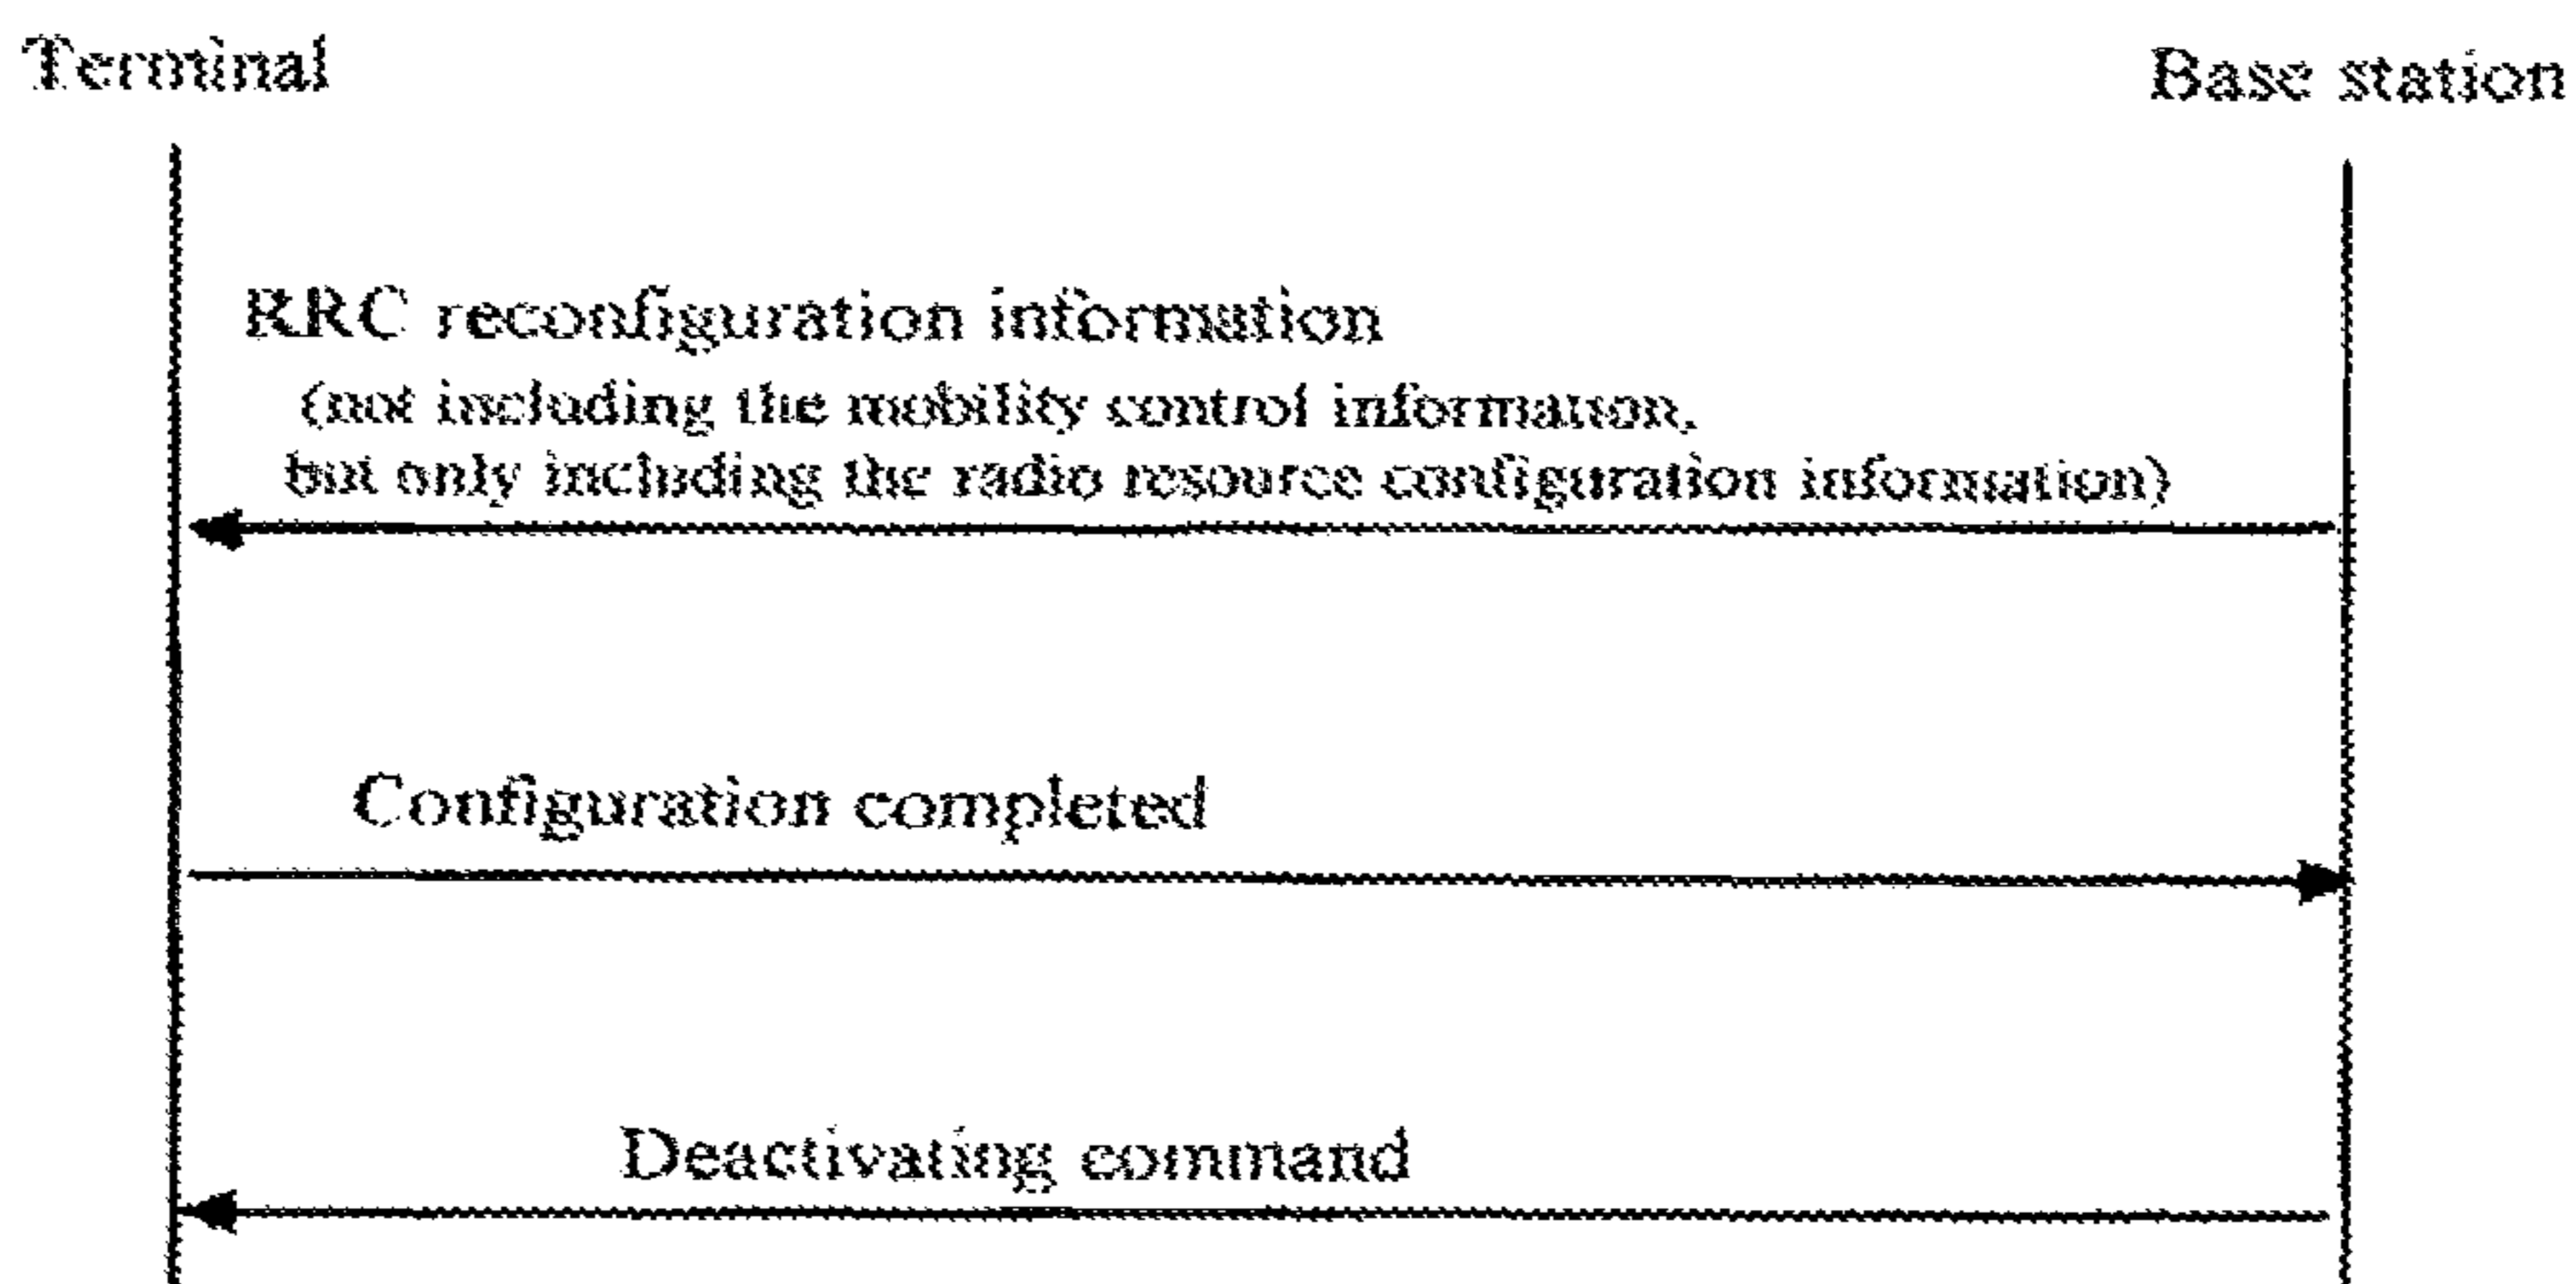 Terminal
Base station
RRC reconfiguration information
(not including the mobility control information,
but only including the radio resource configuration information)
Configuration completed
Deactivating command